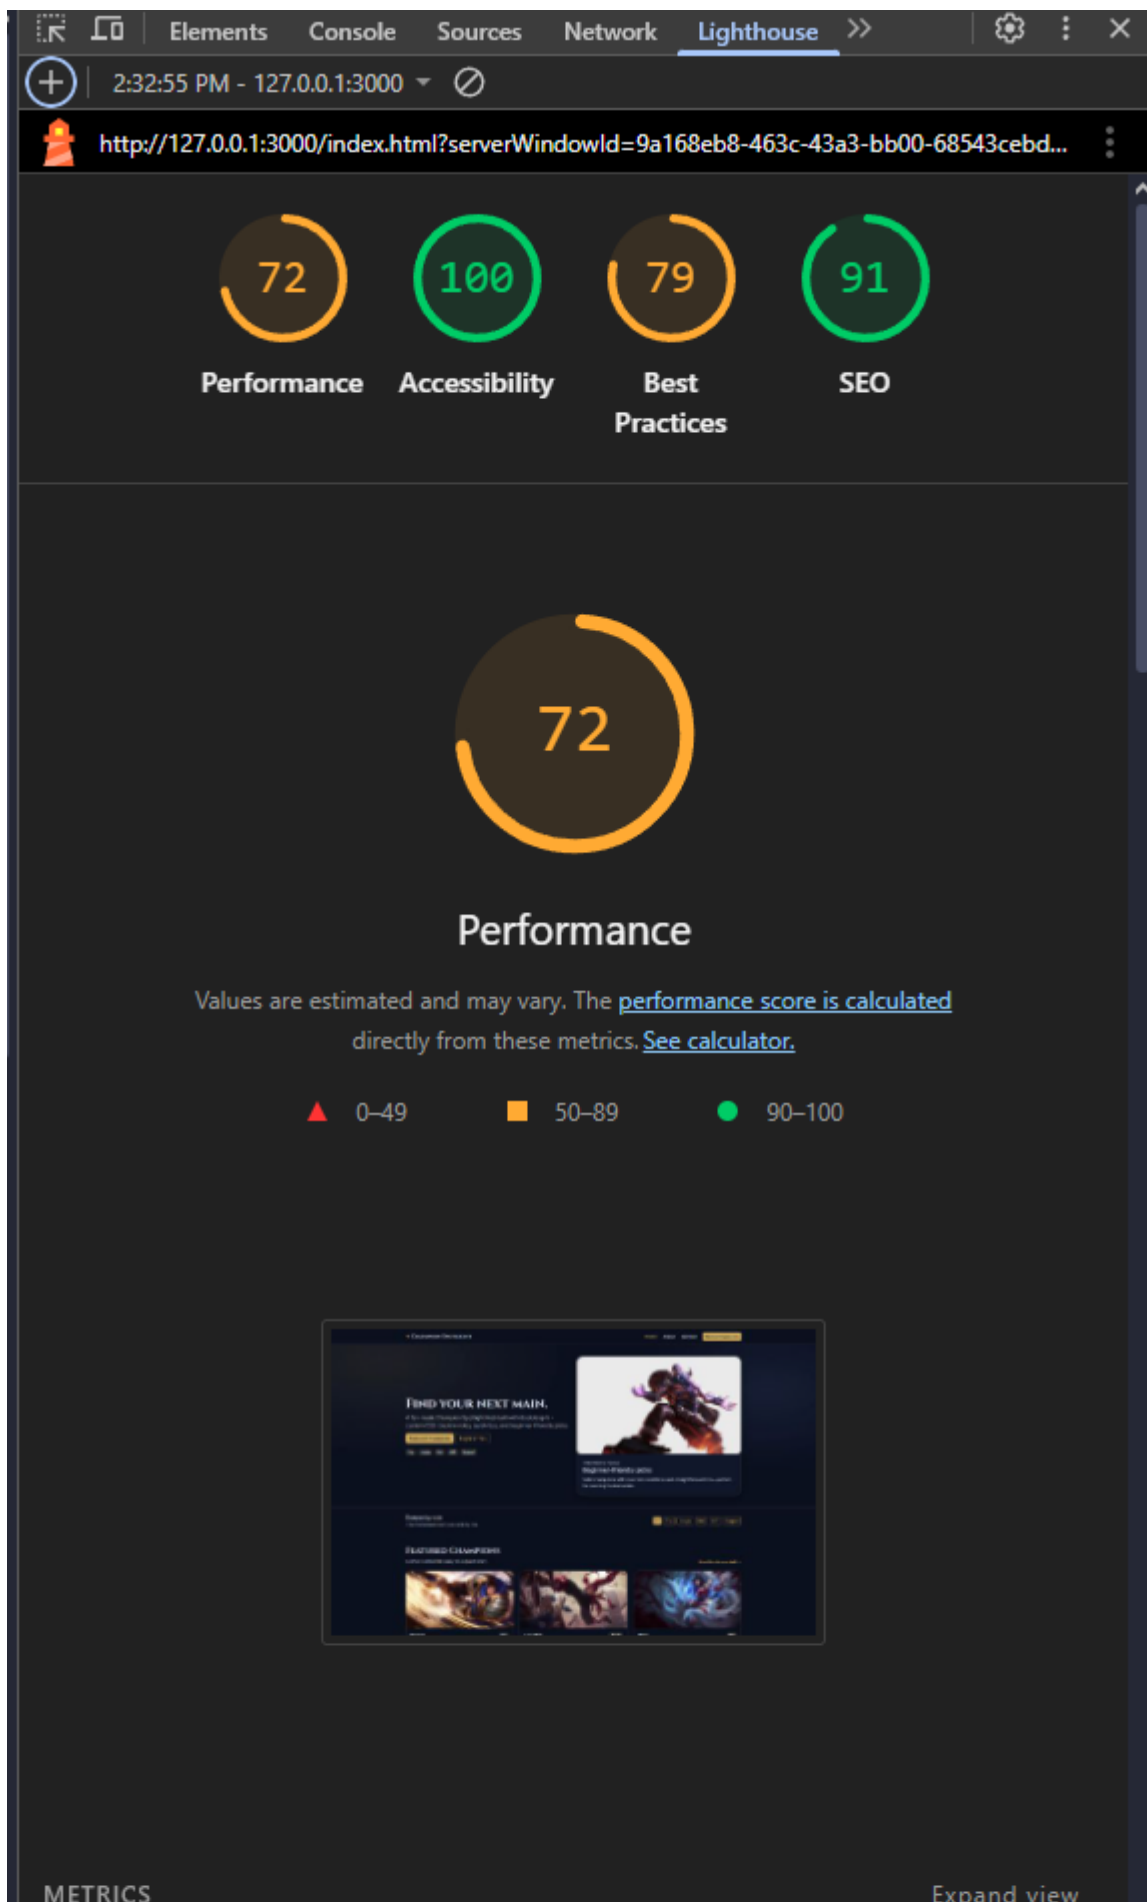 Elements Console Sources Network Lighthouse
2:32:55 PM - 127.0.0.1:3000
http://127.0.0.1:3000/index.html?serverWindowId=9a168eb8-463c-43a3-bb00-68543cebd...
72 100 79 91
Performance Accessibility Best Practices SEO
72
Performance
Values are estimated and may vary. The performance score is calculated
directly from these metrics. See calculator.
0–49 50–89 90–100
FIND YOUR NEXT MAIN.
FEATURED CHAMPIONS
METRICS Expand view